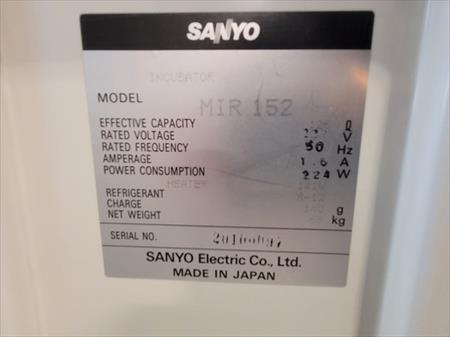 SANYO
INCUBATOR
MODEL MIR 152
EFFECTIVE CAPACITY ℓ
RATED VOLTAGE V
RATED FREQUENCY 50 Hz
AMPERAGE 1.6 A
POWER CONSUMPTION 224 W
HEATER
REFRIGERANT R-12
CHARGE g
NET WEIGHT kg
SERIAL NO.
SANYO Electric Co., Ltd.
MADE IN JAPAN